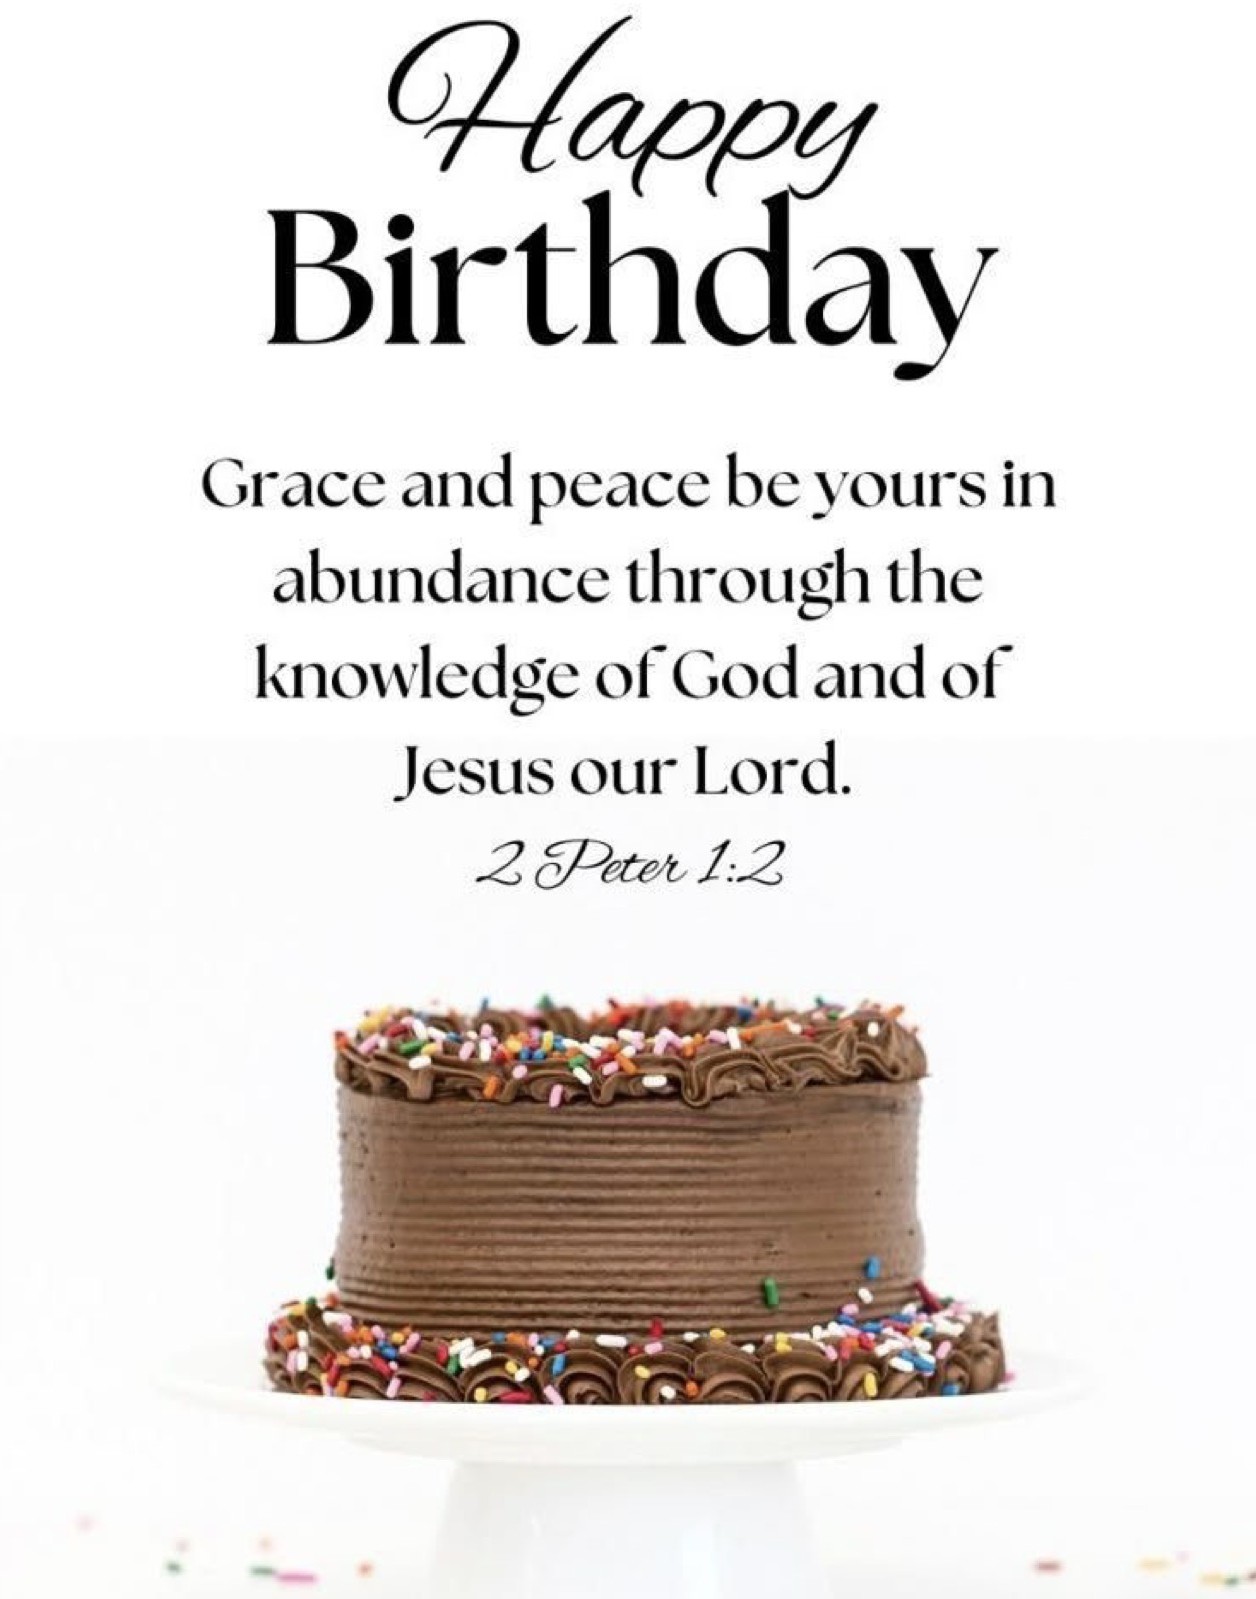 Happy
Birthday
Grace and peace be yours in
abundance through the
knowledge of God and of
Jesus our Lord.
2 Peter 1:2